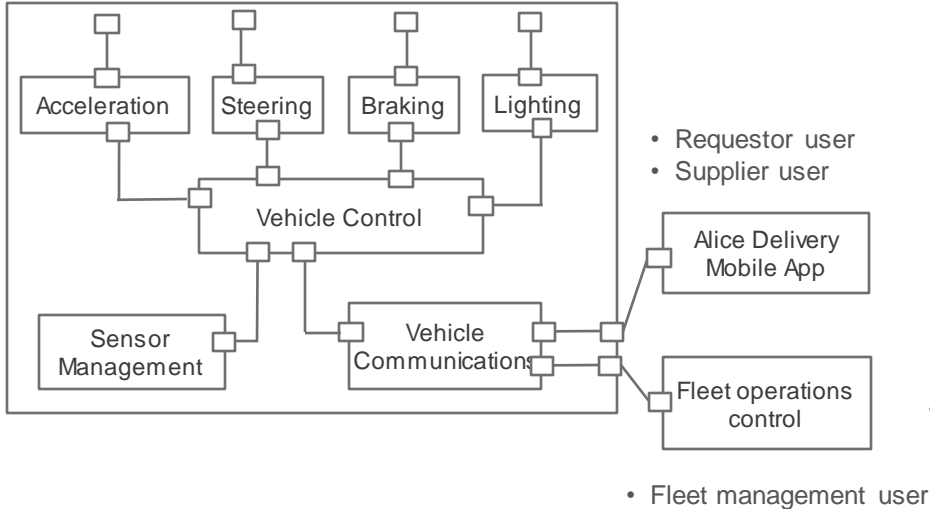 Acceleration
Steering
Braking
Lighting
• Requestor user
• Supplier user
Vehicle Control
Alice Delivery
Mobile App
Sensor
Management
Vehicle
Communications
Fleet operations
control
• Fleet management user